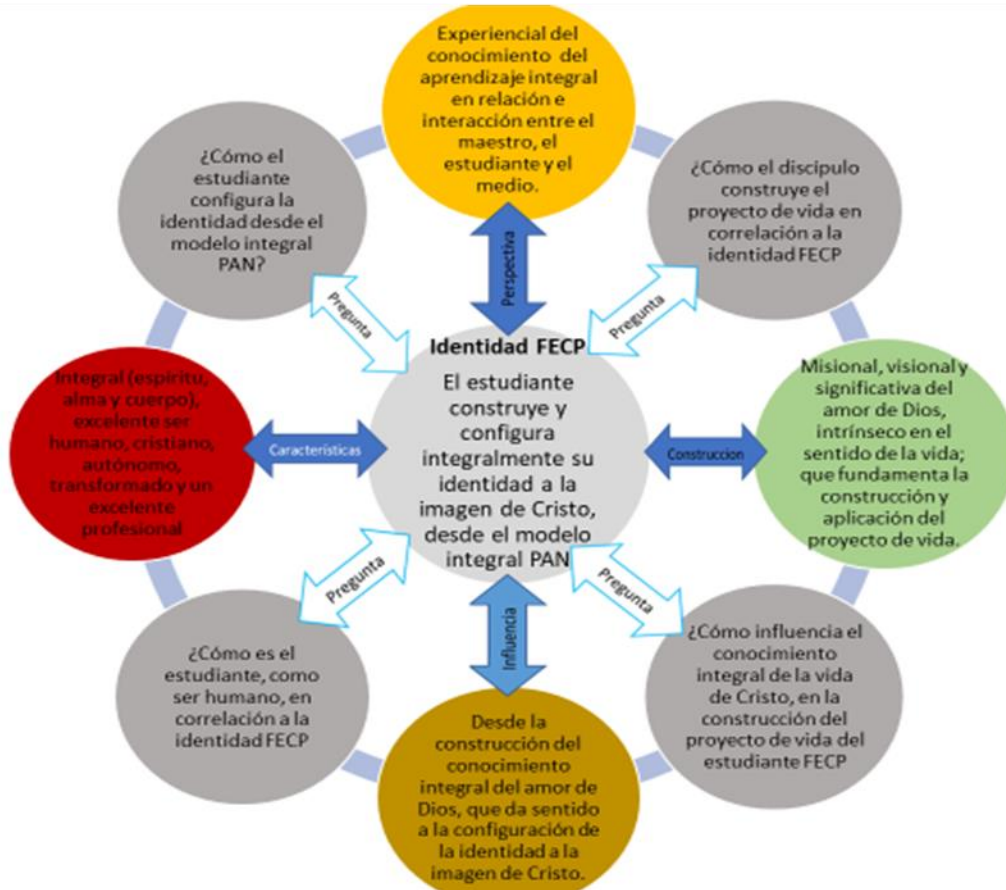 Experiencial del
conocimiento del
aprendizaje integral
en relación e
interacción entre el
maestro, el
estudiante y el
medio.
¿Cómo el
estudiante
configura la
identidad desde el
modelo integral
PAN?
¿Cómo el discípulo
construye el
proyecto de vida en
correlación a la
identidad FECP
Perspectiva
Pregunta
Pregunta
Identidad FECP
El estudiante
construye y
configura
integralmente su
identidad a la
imagen de Cristo,
desde el modelo
integral PAN
Integral (espíritu,
alma y cuerpo),
excelente ser
humano, cristiano,
autónomo,
transformado y un
excelente
profesional
Características
Construccion
Misional, visional y
significativa del
amor de Dios,
intrínseco en el
sentido de la vida;
que fundamenta la
construcción y
aplicación del
proyecto de vida.
Pregunta
Pregunta
Influencia
¿Cómo es el
estudiante, como
ser humano, en
correlación a la
identidad FECP
¿Cómo influencia el
conocimiento
integral de la vida
de Cristo, en la
construcción del
proyecto de vida del
estudiante FECP
Desde la
construcción del
conocimiento
integral del amor de
Dios, que da sentido
a la configuración de
la identidad a la
imagen de Cristo.